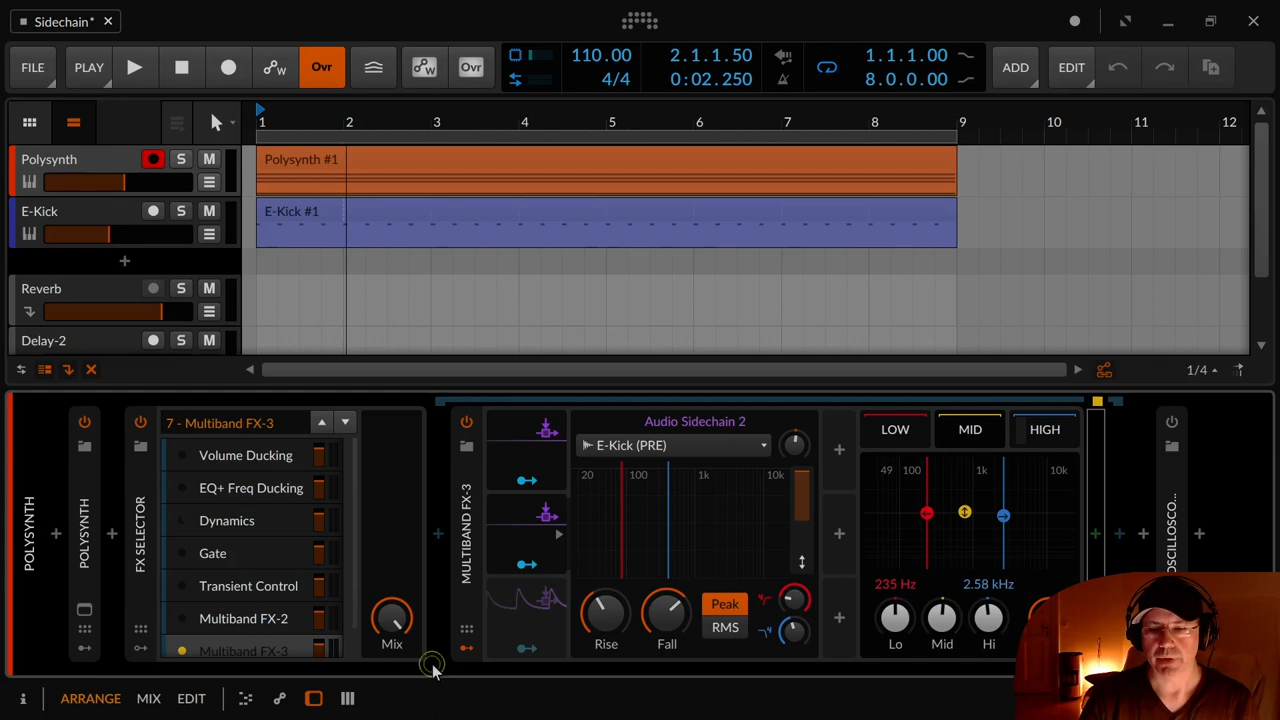 Sidechain*
FILE
PLAY
Ovr
Ovr
110.00
4/4
2.1.1.50
0:02.250
1.1.1.00
8.0.0.00
ADD
EDIT
1 2 3 4 5 6 7 8 9 10 11 12
Polysynth
S M
Polysynth #1
E-Kick
S M
E-Kick #1
Reverb
S M
Delay-2
S M
1/4
POLYSYNTH
POLYSYNTH
FX SELECTOR
7 - Multiband FX-3
Volume Ducking
EQ+ Freq Ducking
Dynamics
Gate
Transient Control
Multiband FX-2
Multiband FX-3
Mix
MULTIBAND FX-3
Audio Sidechain 2
E-Kick (PRE)
20 100 1k 10k
Rise
Fall
Peak
RMS
LOW
MID
HIGH
49 100 1k 10k
235 Hz
2.58 kHz
Lo
Mid
Hi
OSCILLOSCO...
ARRANGE
MIX
EDIT